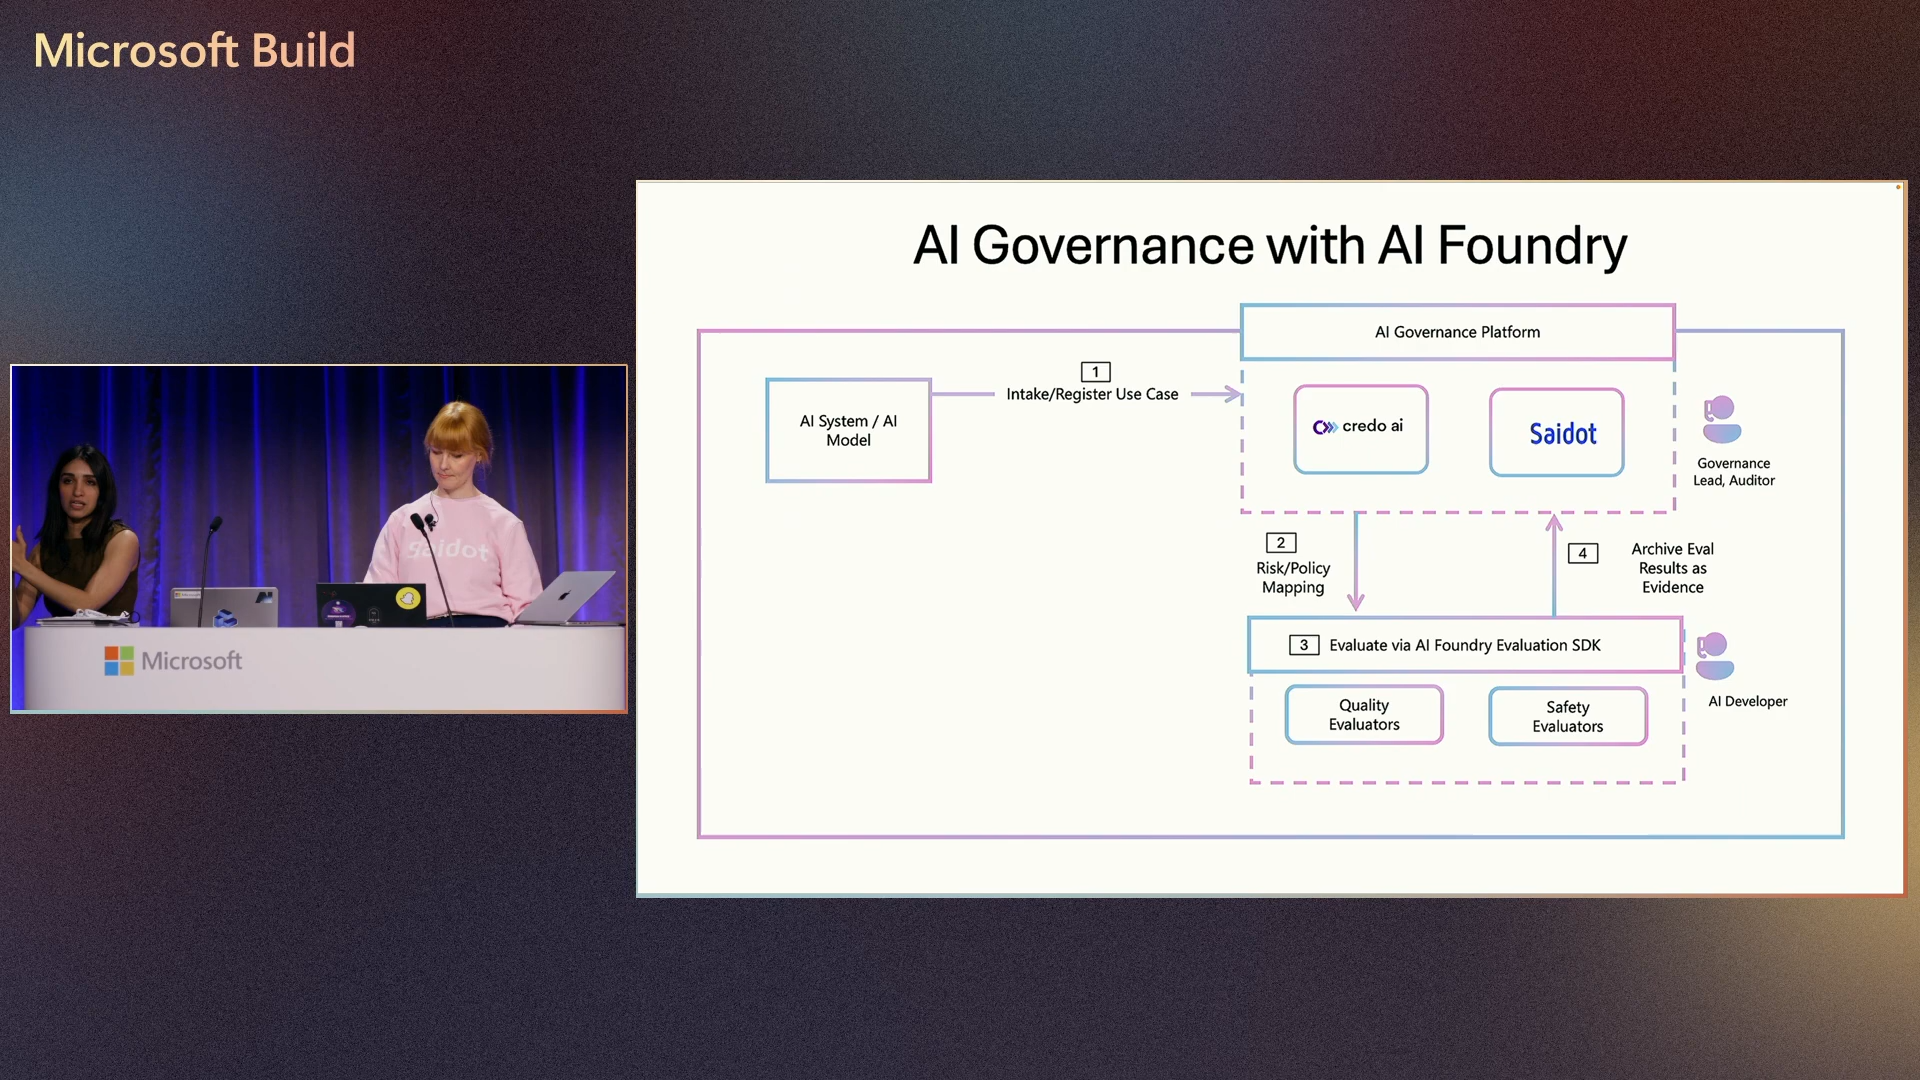 Microsoft Build
AI Governance with AI Foundry
AI Governance Platform
1
Intake/Register Use Case
AI System / AI
Model
credo ai
Saidot
Governance
Lead, Auditor
2
Risk/Policy
Mapping
4
Archive Eval
Results as
Evidence
3 Evaluate via AI Foundry Evaluation SDK
Quality
Evaluators
Safety
Evaluators
AI Developer
saidot
Microsoft